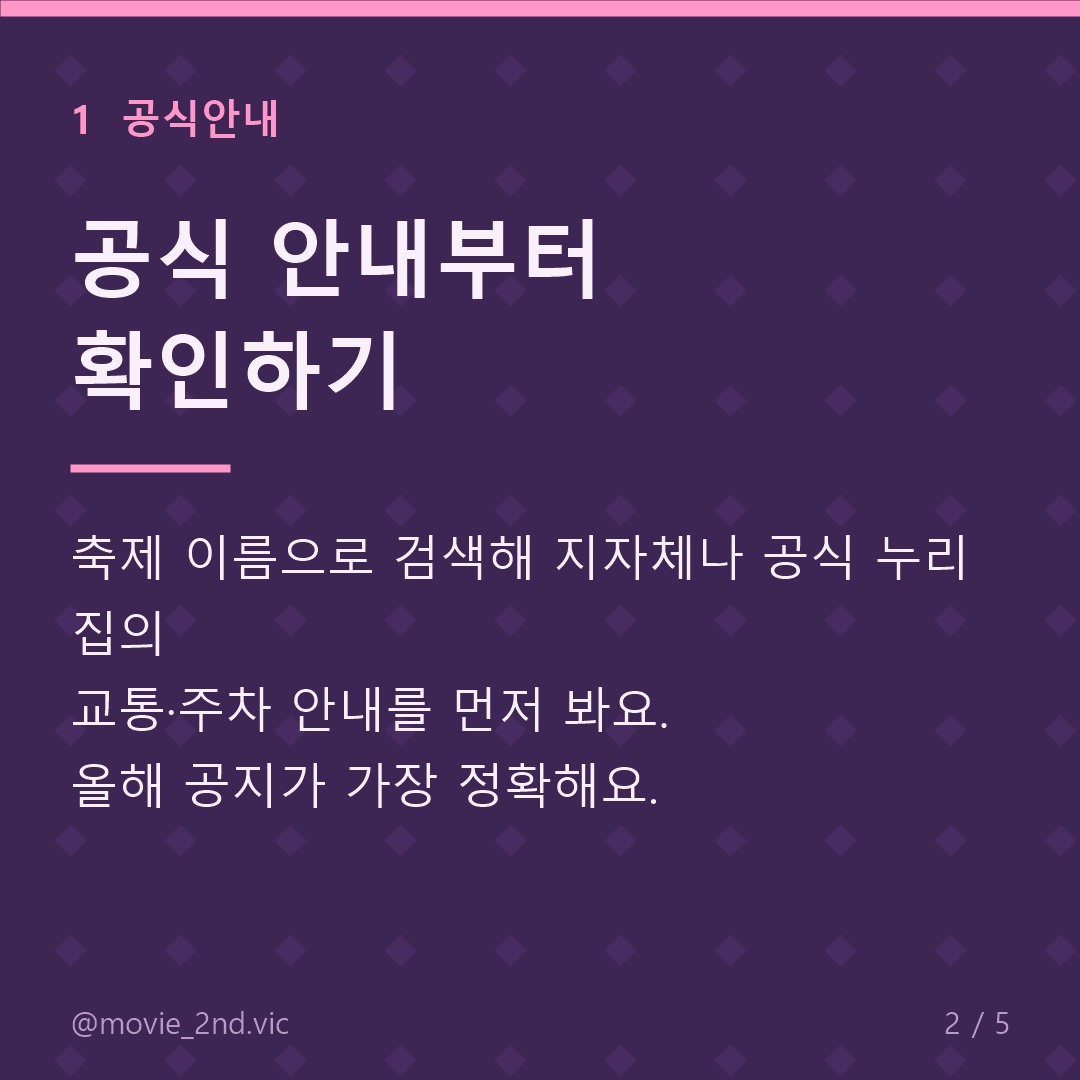 1 공식안내
공식 안내부터
확인하기
축제 이름으로 검색해 지자체나 공식 누리
집의
교통·주차 안내를 먼저 봐요.
올해 공지가 가장 정확해요.
@movie_2nd.vic
2 / 5